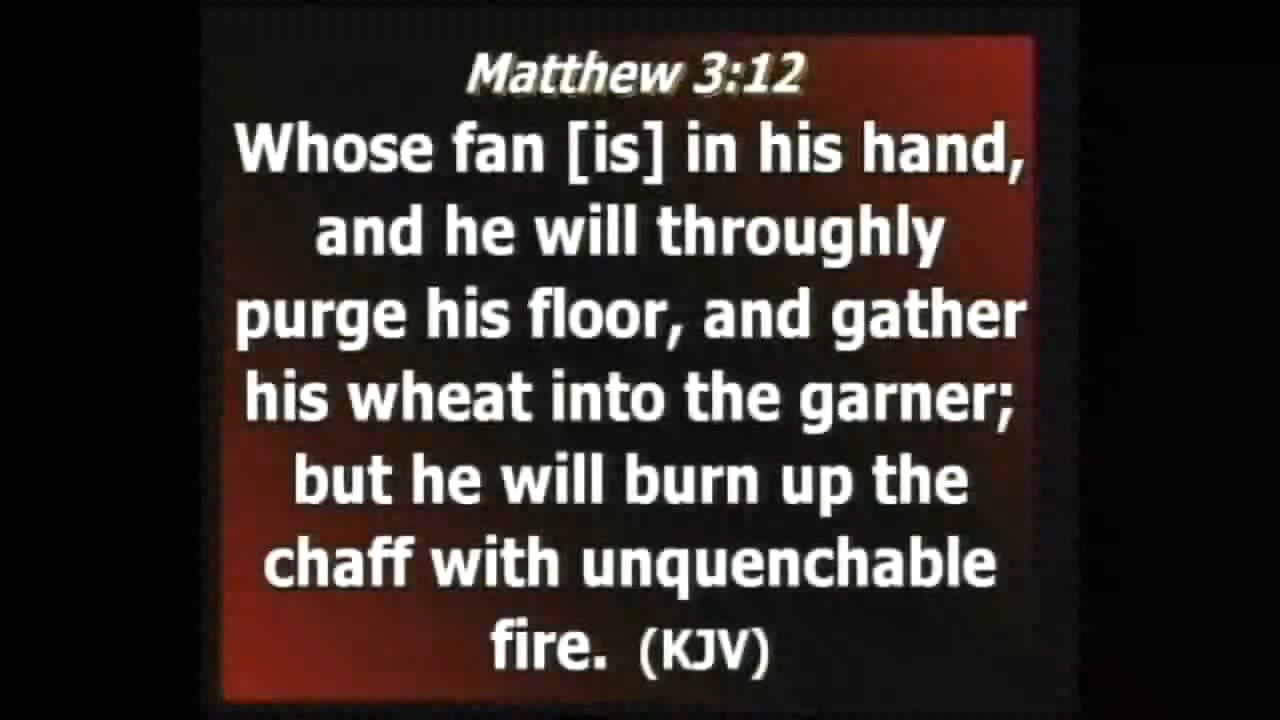 Matthew 3:12
Whose fan [is] in his hand,
and he will throughly
purge his floor, and gather
his wheat into the garner;
but he will burn up the
chaff with unquenchable
fire. (KJV)